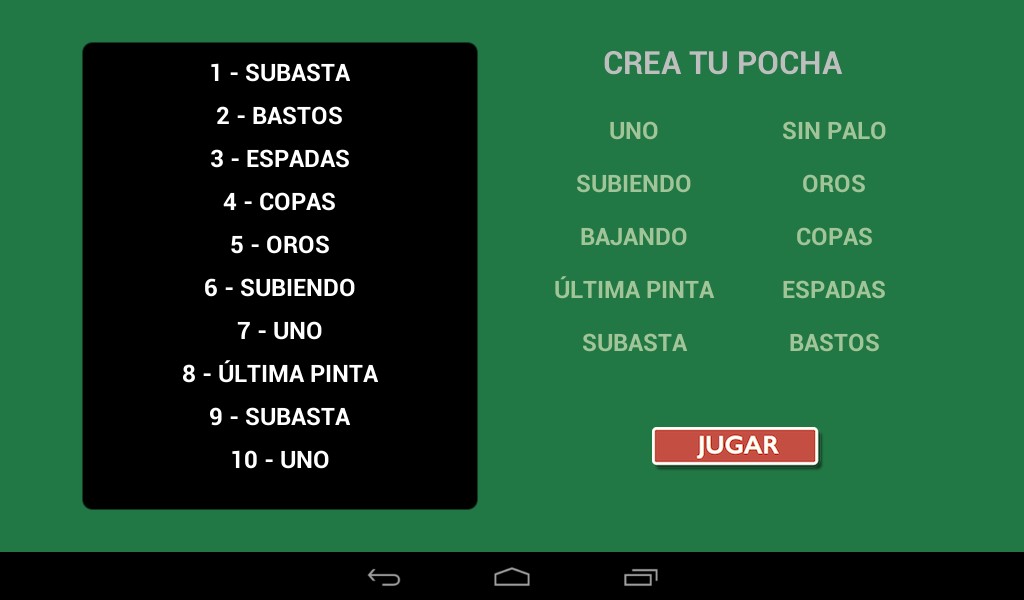 1 - SUBASTA
2 - BASTOS
3 - ESPADAS
4 - COPAS
5 - OROS
6 - SUBIENDO
7 - UNO
8 - ÚLTIMA PINTA
9 - SUBASTA
10 - UNO
CREA TU POCHA
UNO SIN PALO
SUBIENDO OROS
BAJANDO COPAS
ÚLTIMA PINTA ESPADAS
SUBASTA BASTOS
JUGAR